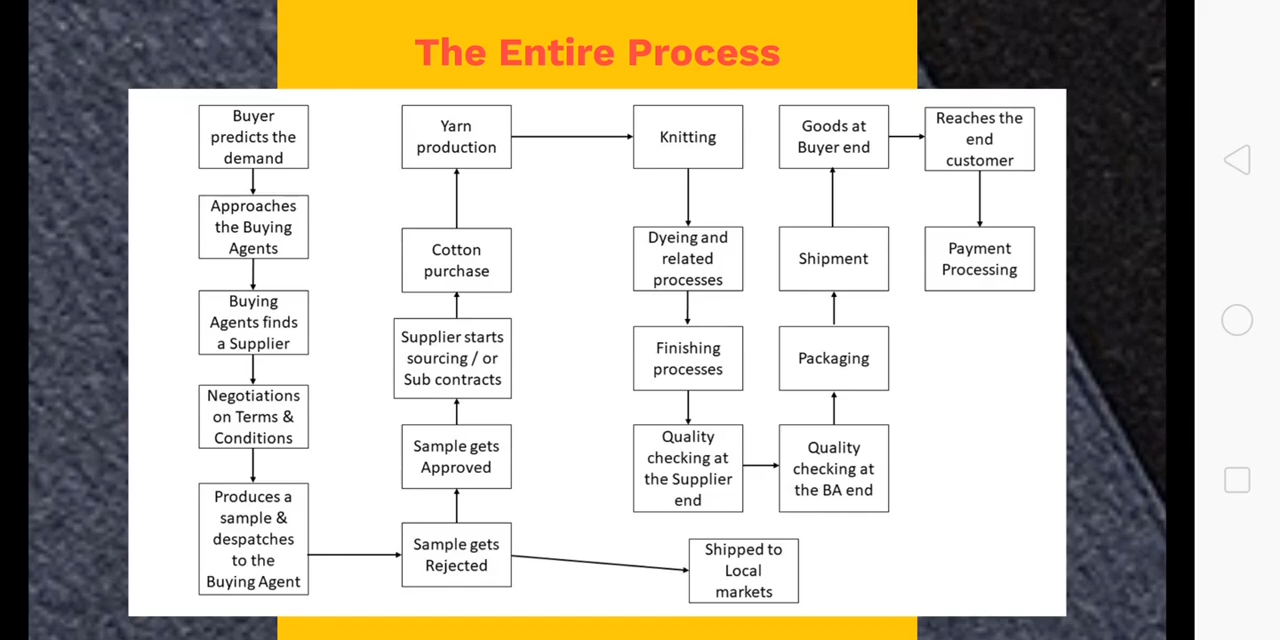 The Entire Process
Buyer
predicts the
demand
Approaches
the Buying
Agents
Buying
Agents finds
a Supplier
Negotiations
on Terms &
Conditions
Produces a
sample &
despatches
to the
Buying Agent
Sample gets
Rejected
Shipped to
Local
markets
Sample gets
Approved
Supplier starts
sourcing / or
Sub contracts
Cotton
purchase
Yarn
production
Knitting
Dyeing and
related
processes
Finishing
processes
Quality
checking at
the Supplier
end
Quality
checking at
the BA end
Packaging
Shipment
Goods at
Buyer end
Reaches the
end
customer
Payment
Processing